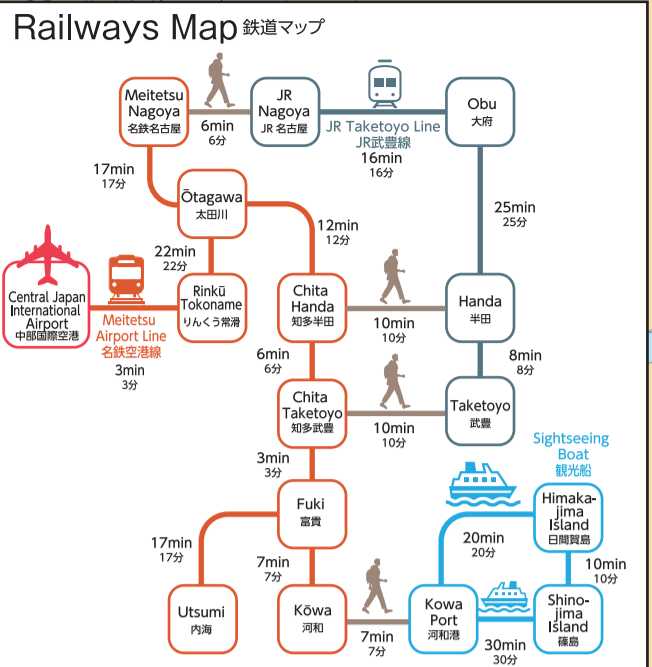 Railways Map 鉄道マップ
Meitetsu
Nagoya
名鉄名古屋
6min
6分
JR
Nagoya
JR 名古屋
JR Taketoyo Line
JR武豊線
16min
16分
Obu
大府
17min
17分
Ōtagawa
太田川
25min
25分
12min
12分
22min
22分
Central Japan
International
Airport
中部国際空港
Meitetsu
Airport Line
名鉄空港線
3min
3分
Rinkū
Tokoname
りんくう常滑
Chita
Handa
知多半田
10min
10分
Handa
半田
6min
6分
8min
8分
Chita
Taketoyo
知多武豊
10min
10分
Taketoyo
武豊
3min
3分
Sightseeing
Boat
観光船
Fuki
富貴
Himaka-
jima
Island
日間賀島
17min
17分
20min
20分
7min
7分
10min
10分
Utsumi
内海
Kōwa
河和
7min
7分
Kowa
Port
河和港
30min
30分
Shino-
jima
Island
篠島